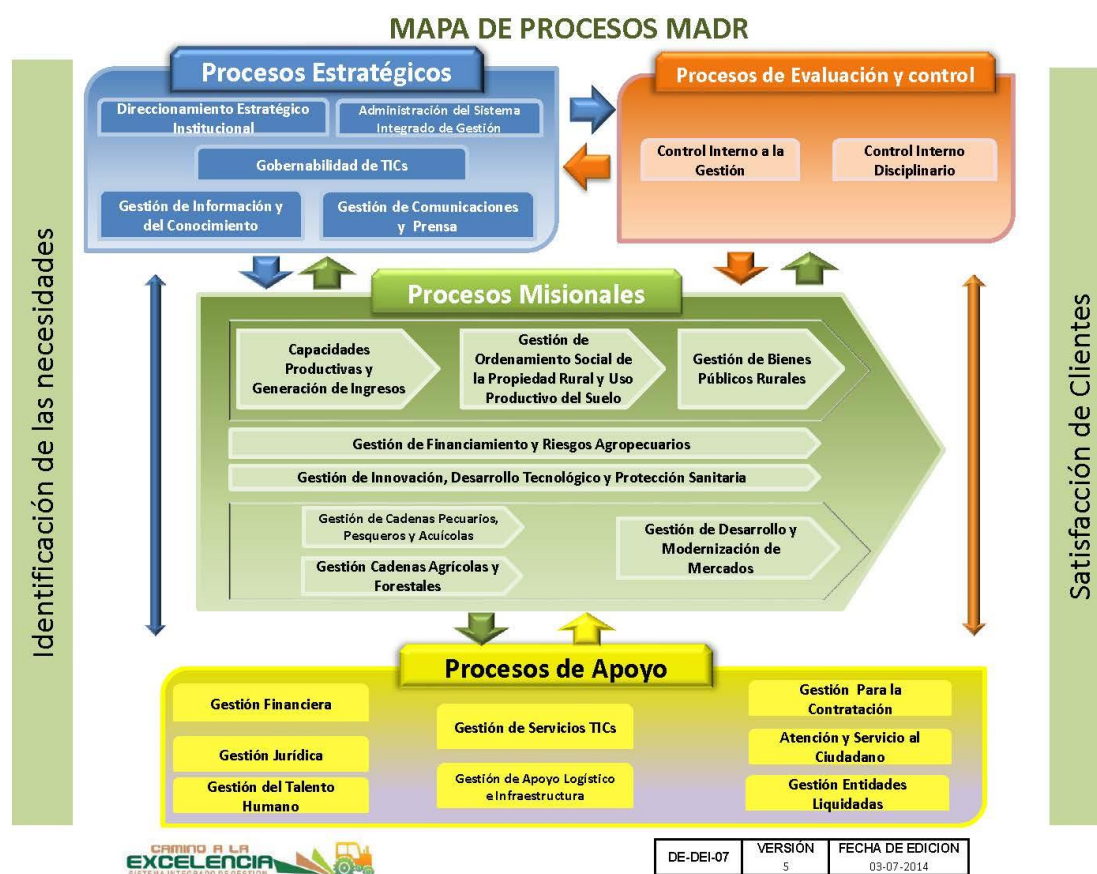 MAPA DE PROCESOS MADR
Identificación de las necesidades
Procesos Estratégicos
Direccionamiento Estratégico
Institucional
Administración del Sistema
Integrado de Gestión
Gobernabilidad de TICs
Gestión de Información y
del Conocimiento
Gestión de Comunicaciones
y Prensa
Procesos de Evaluación y control
Control Interno a la
Gestión
Control Interno
Disciplinario
Procesos Misionales
Capacidades
Productivas y
Generación de Ingresos
Gestión de
Ordenamiento Social de
la Propiedad Rural y Uso
Productivo del Suelo
Gestión de Bienes
Públicos Rurales
Gestión de Financiamiento y Riesgos Agropecuarios
Gestión de Innovación, Desarrollo Tecnológico y Protección Sanitaria
Gestión de Cadenas Pecuarios,
Pesqueros y Acuícolas
Gestión Cadenas Agrícolas y
Forestales
Gestión de Desarrollo y
Modernización de
Mercados
Procesos de Apoyo
Gestión Financiera
Gestión Jurídica
Gestión del Talento
Humano
Gestión de Servicios TICs
Gestión de Apoyo Logístico
e Infraestructura
Gestión Para la
Contratación
Atención y Servicio al
Ciudadano
Gestión Entidades
Liquidadas
Satisfacción de Clientes
CAMINO A LA
EXCELENCIA
SISTEMA INTEGRADO DE GESTION
DE-DEI-07
VERSIÓN
5
FECHA DE EDICION
03-07-2014